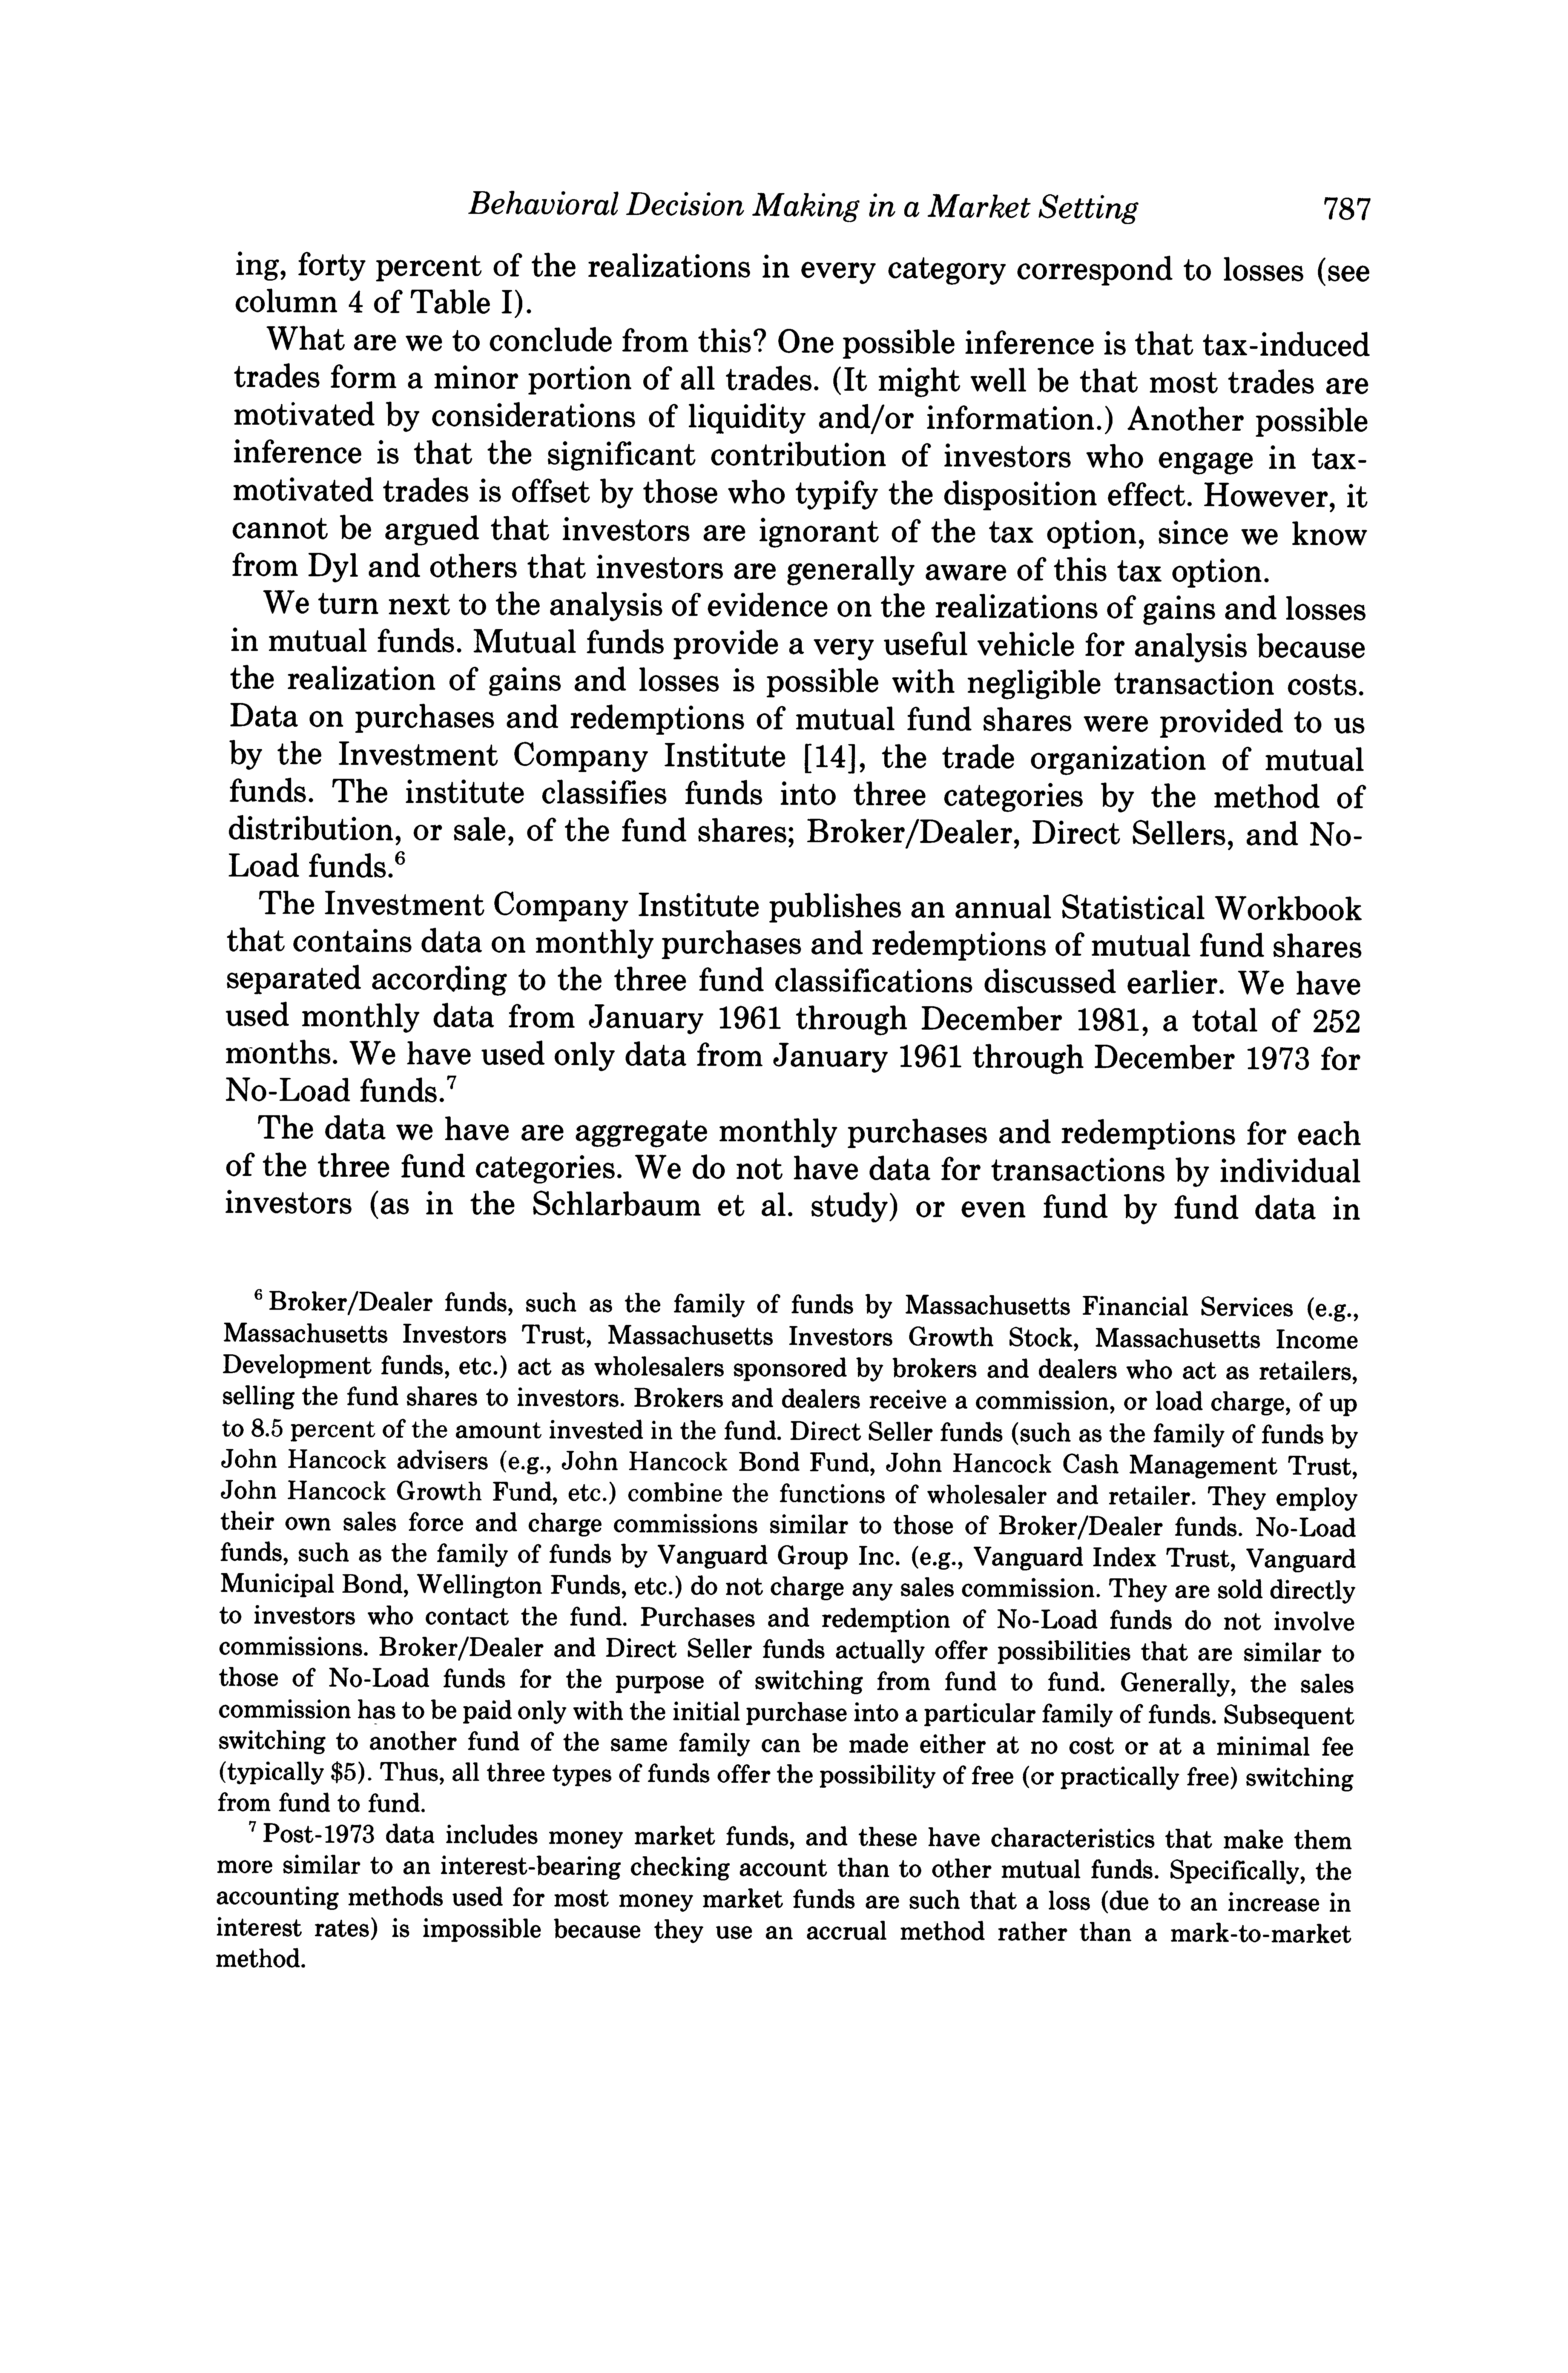 Behavioral Decision Making in a Market Setting 787
ing, forty percent of the realizations in every category correspond to losses (see
column 4 of Table I).
What are we to conclude from this? One possible inference is that tax-induced
trades form a minor portion of all trades. (It might well be that most trades are
motivated by considerations of liquidity and/or information.) Another possible
inference is that the significant contribution of investors who engage in tax-
motivated trades is offset by those who typify the disposition effect. However, it
cannot be argued that investors are ignorant of the tax option, since we know
from Dyl and others that investors are generally aware of this tax option.
We turn next to the analysis of evidence on the realizations of gains and losses
in mutual funds. Mutual funds provide a very useful vehicle for analysis because
the realization of gains and losses is possible with negligible transaction costs.
Data on purchases and redemptions of mutual fund shares were provided to us
by the Investment Company Institute [14], the trade organization of mutual
funds. The institute classifies funds into three categories by the method of
distribution, or sale, of the fund shares; Broker/Dealer, Direct Sellers, and No-
Load funds.⁶
The Investment Company Institute publishes an annual Statistical Workbook
that contains data on monthly purchases and redemptions of mutual fund shares
separated according to the three fund classifications discussed earlier. We have
used monthly data from January 1961 through December 1981, a total of 252
months. We have used only data from January 1961 through December 1973 for
No-Load funds.⁷
The data we have are aggregate monthly purchases and redemptions for each
of the three fund categories. We do not have data for transactions by individual
investors (as in the Schlarbaum et al. study) or even fund by fund data in
⁶ Broker/Dealer funds, such as the family of funds by Massachusetts Financial Services (e.g.,
Massachusetts Investors Trust, Massachusetts Investors Growth Stock, Massachusetts Income
Development funds, etc.) act as wholesalers sponsored by brokers and dealers who act as retailers,
selling the fund shares to investors. Brokers and dealers receive a commission, or load charge, of up
to 8.5 percent of the amount invested in the fund. Direct Seller funds (such as the family of funds by
John Hancock advisers (e.g., John Hancock Bond Fund, John Hancock Cash Management Trust,
John Hancock Growth Fund, etc.) combine the functions of wholesaler and retailer. They employ
their own sales force and charge commissions similar to those of Broker/Dealer funds. No-Load
funds, such as the family of funds by Vanguard Group Inc. (e.g., Vanguard Index Trust, Vanguard
Municipal Bond, Wellington Funds, etc.) do not charge any sales commission. They are sold directly
to investors who contact the fund. Purchases and redemption of No-Load funds do not involve
commissions. Broker/Dealer and Direct Seller funds actually offer possibilities that are similar to
those of No-Load funds for the purpose of switching from fund to fund. Generally, the sales
commission has to be paid only with the initial purchase into a particular family of funds. Subsequent
switching to another fund of the same family can be made either at no cost or at a minimal fee
(typically $5). Thus, all three types of funds offer the possibility of free (or practically free) switching
from fund to fund.
⁷ Post-1973 data includes money market funds, and these have characteristics that make them
more similar to an interest-bearing checking account than to other mutual funds. Specifically, the
accounting methods used for most money market funds are such that a loss (due to an increase in
interest rates) is impossible because they use an accrual method rather than a mark-to-market
method.